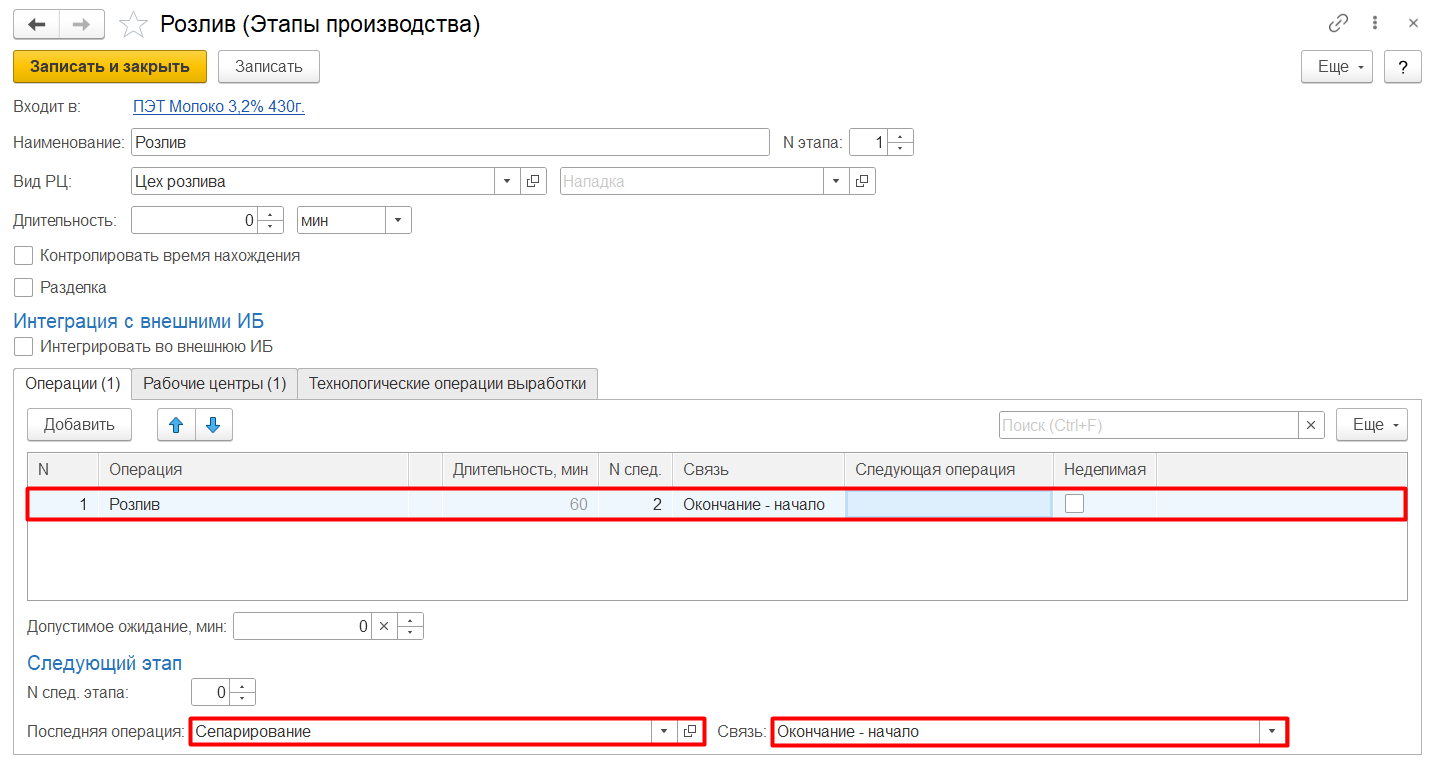 Розлив (Этапы производства)
Записать и закрыть Записать Еще ?
Входит в: ПЭТ Молоко 3,2% 430г.
Наименование: Розлив N этапа: 1
Вид РЦ: Цех розлива Наладка
Длительность: 0 мин
Контролировать время нахождения
Разделка
Интеграция с внешними ИБ
Интегрировать во внешнюю ИБ
Операции (1) Рабочие центры (1) Технологические операции выработки
Добавить Поиск (Ctrl+F) × Еще
N Операция Длительность, мин N след. Связь Следующая операция Неделимая
1 Розлив 60 2 Окончание - начало
Допустимое ожидание, мин: 0 ×
Следующий этап
N след. этапа: 0
Последняя операция: Сепарирование Связь: Окончание - начало